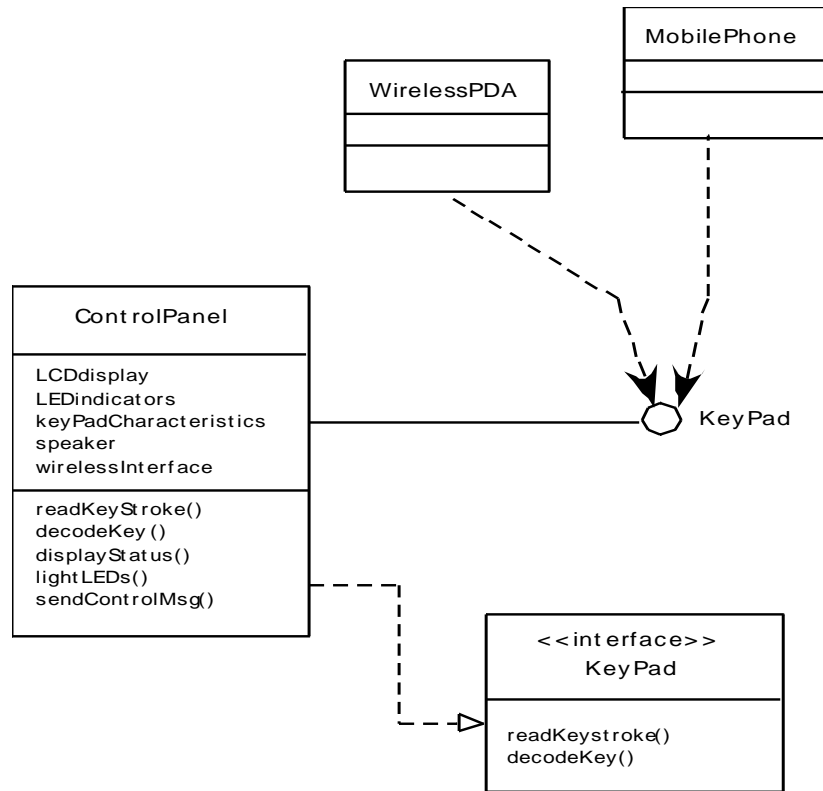 MobilePhone
WirelessPDA
ControlPanel
LCDdisplay
LEDindicators
keyPadCharacteristics
speaker
wirelessInterface
readKeyStroke()
decodeKey()
displayStatus()
lightLEDs()
sendControlMsg()
KeyPad
<<interface>>
KeyPad
readKeystroke()
decodeKey()